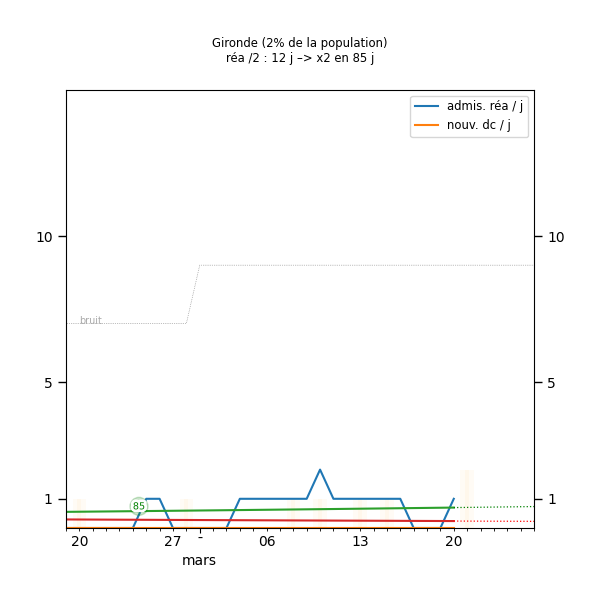 Gironde (2% de la population)
réa /2 : 12 j –> x2 en 85 j
admis. réa / j
nouv. dc / j
10 10
bruit
5 5
85
1 1
20 27 - 06 13 20
mars